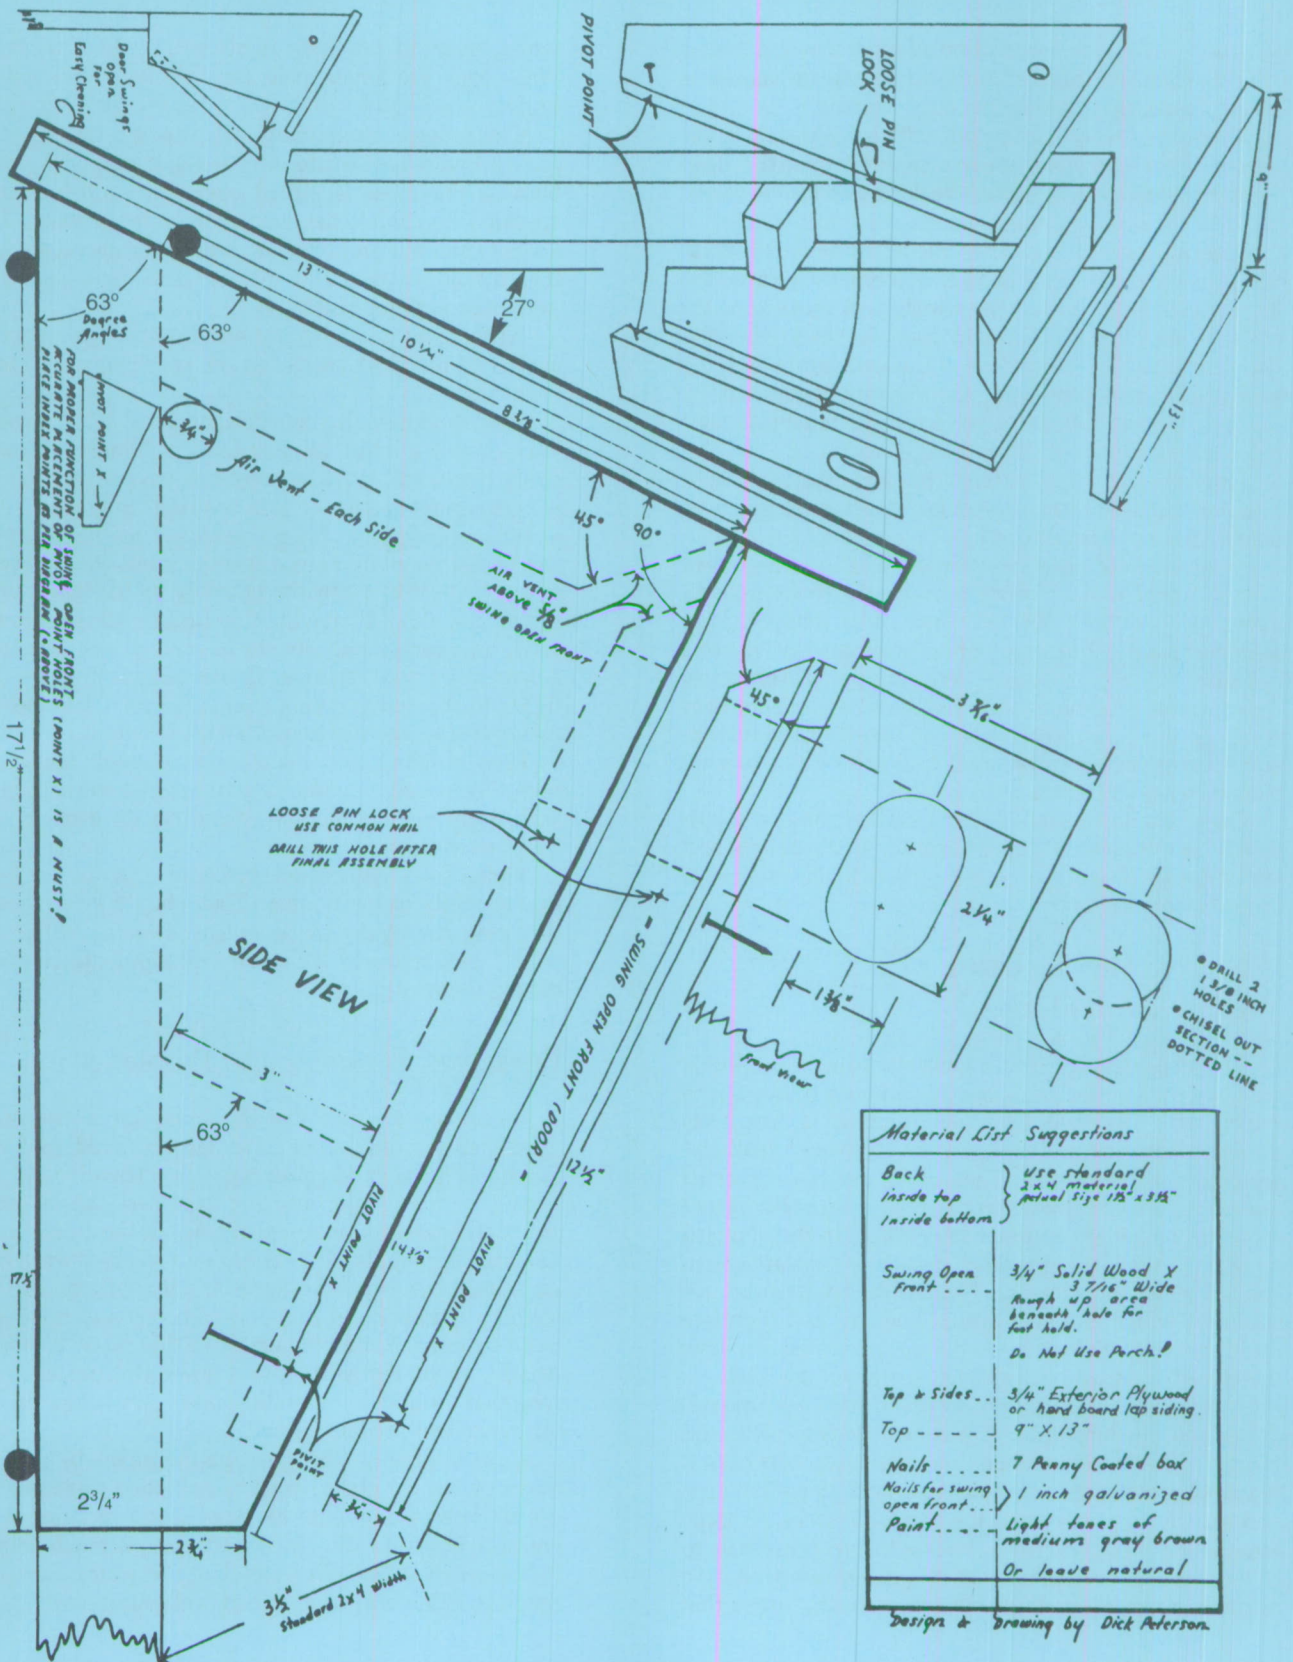 Door Swings
open
for
Easy Cleaning
PIVOT POINT
LOOSE PIN
LOCK
9"
13"
13"
10 1/4"
8 3/8"
27°
63°
Degree
Angles
63°
FOR PROPER FUNCTION OF SWING OPEN FRONT
ACCURATE PLACEMENT OF PIVOT POINT HOLES (POINT X) IS A MUST!
PLACE INDEX POINTS AS PER DIAGRAM (• ABOVE)
PIVOT POINT X
3/4"
Air Vent - Each Side
45°
90°
AIR VENT
ABOVE 5/8"
SWING OPEN FRONT
45°
3 7/16"
2 1/4"
1 3/8"
Front View
• DRILL 2
1 3/8 INCH
HOLES
• CHISEL OUT
SECTION --
DOTTED LINE
LOOSE PIN LOCK
USE COMMON NAIL
DRILL THIS HOLE AFTER
FINAL ASSEMBLY
SIDE VIEW
= SWING OPEN FRONT (DOOR) =
17 1/2"
17 1/2"
3"
63°
PIVOT POINT X
14 3/8"
12 1/2"
PIVOT POINT X
PIVIT
POINT
3/4"
2 3/4"
2 3/4"
3 1/2"
Standard 2x4 Width
Material List Suggestions
Back } use standard
inside top 2 x 4 material
Inside bottom Actual Size 1 1/2" x 3 1/2"
Swing Open 3/4" Solid Wood X
Front .... 3 7/16" Wide
Rough up area
beneath hole for
foot hold.
Do Not Use Perch!
Top & Sides.. 3/4" Exterior Plywood
or hard board lap siding.
Top ---- 9" X 13"
Nails .... 7 Penny Coated box
Nails for swing
open front... } 1 inch galvanized
Paint .... Light tones of
medium gray brown
Or leave natural
Design & Drawing by Dick Peterson